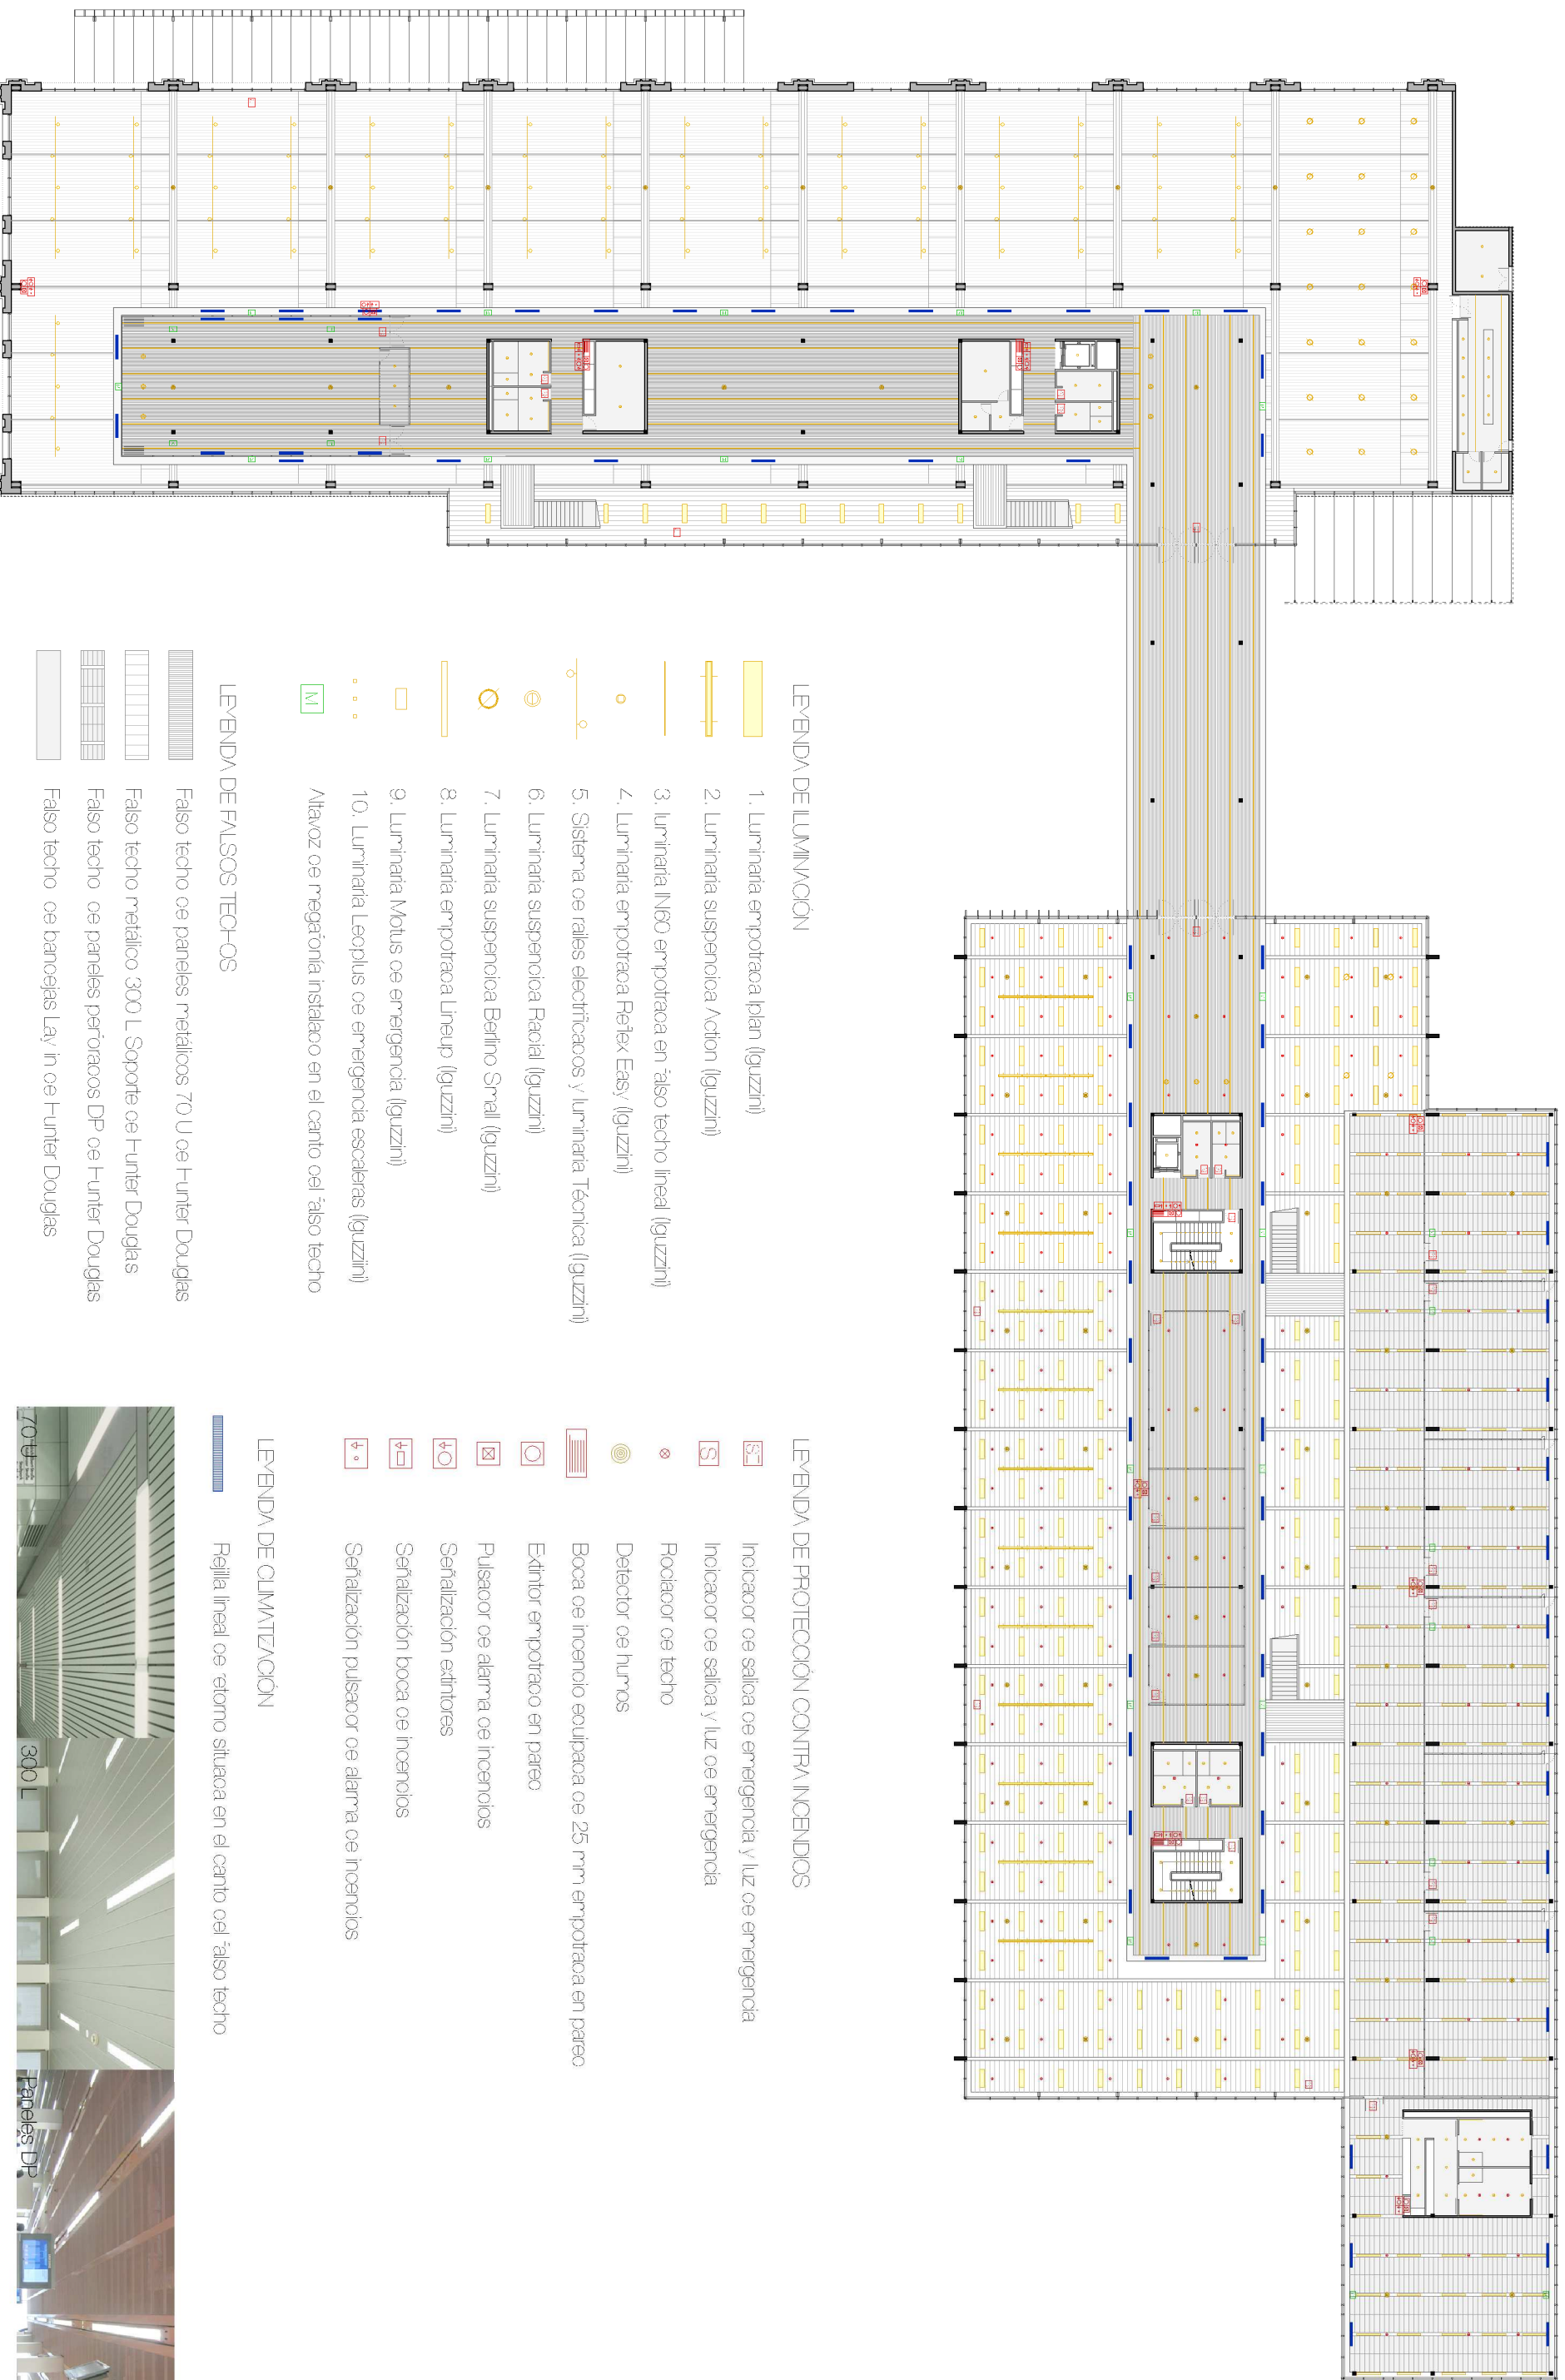 LEYENDA DE ILUMINACIÓN
1. Luminaria empotrada Iplan (Iguzzini)
2. Luminaria suspendida Action (Iguzzini)
3. luminaria IN60 empotrada en falso techo lineal (Iguzzini)
4. Luminaria empotrada Reflex Easy (Iguzzini)
5. Sistema de raíles electrificados y luminaria Técnica (Iguzzini)
6. Luminaria suspendida Radial (Iguzzini)
7. Luminaria suspendida Berlino Small (Iguzzini)
8. Luminaria empotrada Lineup (Iguzzini)
9. Luminaria Motus de emergencia (Iguzzini)
10. Luminaria Ledplus de emergencia escaleras (Iguzzini)
M Altavoz de megafonía instalado en el canto del falso techo
LEYENDA DE FALSOS TECHOS
Falso techo de paneles metálicos 70 U de Hunter Douglas
Falso techo metálico 300 L Soporte de Hunter Douglas
Falso techo de paneles perforados DP de Hunter Douglas
Falso techo de bandejas Lay in de Hunter Douglas
LEYENDA DE PROTECCIÓN CONTRA INCENDIOS
SE Indicador de salida de emergencia y luz de emergencia
S Indicador de salida y luz de emergencia
Rociador de techo
Detector de humos
Boca de incendio equipada de 25 mm empotrada en pared
Extintor empotrado en pared
Pulsador de alarma de incendios
Señalización extintores
Señalización boca de incendios
Señalización pulsador de alarma de incendios
LEYENDA DE CLIMATIZACIÓN
Rejilla lineal de retorno situada en el canto del falso techo
70 U
300 L
Paneles DP